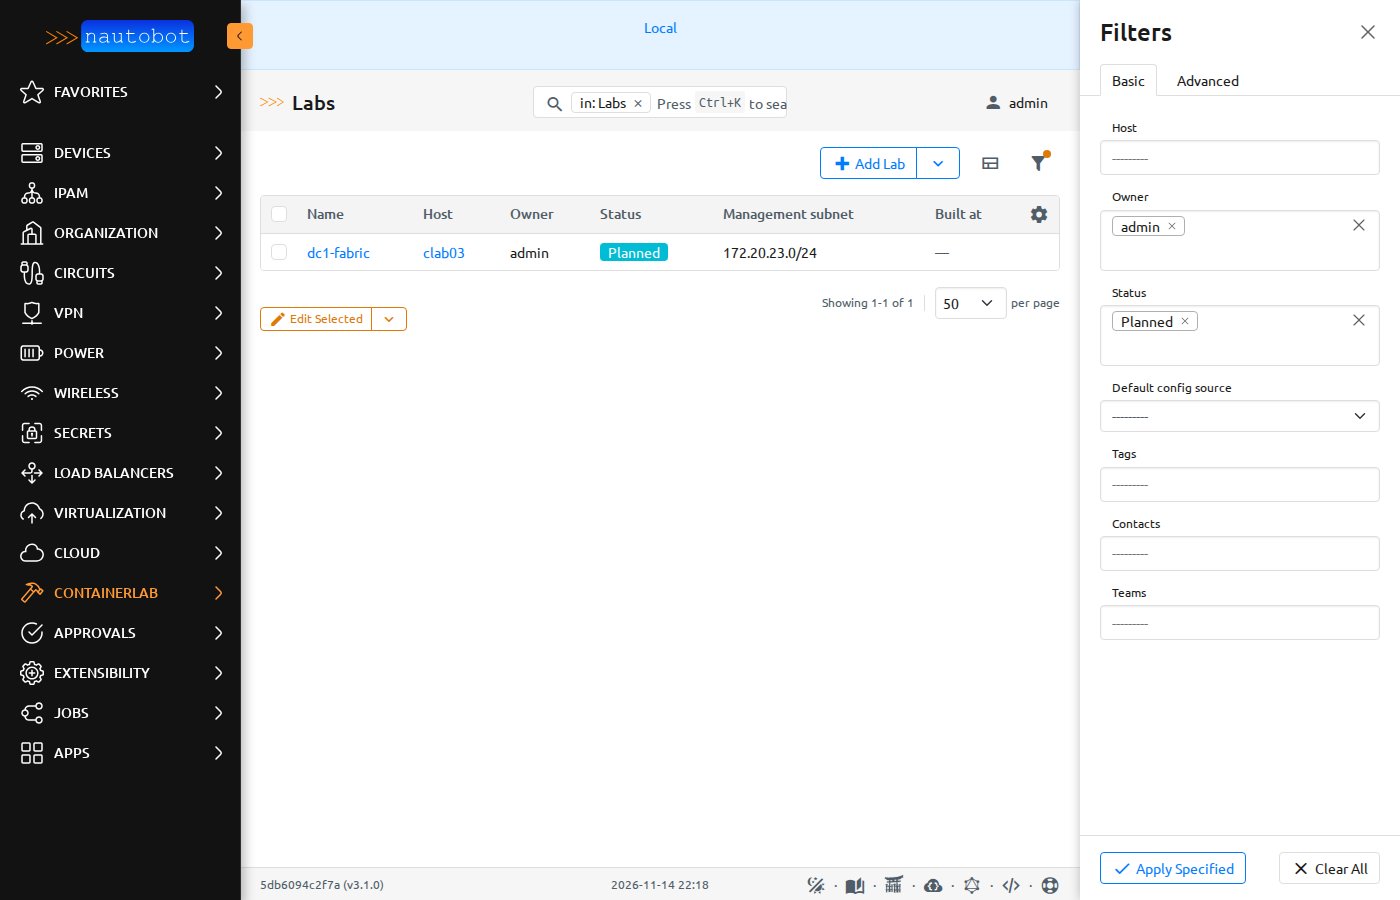 >>> nautobot
FAVORITES
DEVICES
IPAM
ORGANIZATION
CIRCUITS
VPN
POWER
WIRELESS
SECRETS
LOAD BALANCERS
VIRTUALIZATION
CLOUD
CONTAINERLAB
APPROVALS
EXTENSIBILITY
JOBS
APPS
Local
>>> Labs
in: Labs × Press Ctrl+K to sea
admin
Add Lab
Name Host Owner Status Management subnet Built at
dc1-fabric clab03 admin Planned 172.20.23.0/24 —
Showing 1-1 of 1 50 per page
Edit Selected
5db6094c2f7a (v3.1.0) 2026-11-14 22:18
Filters
Basic Advanced
Host
---------
Owner
admin ×
Status
Planned ×
Default config source
---------
Tags
---------
Contacts
---------
Teams
---------
Apply Specified Clear All